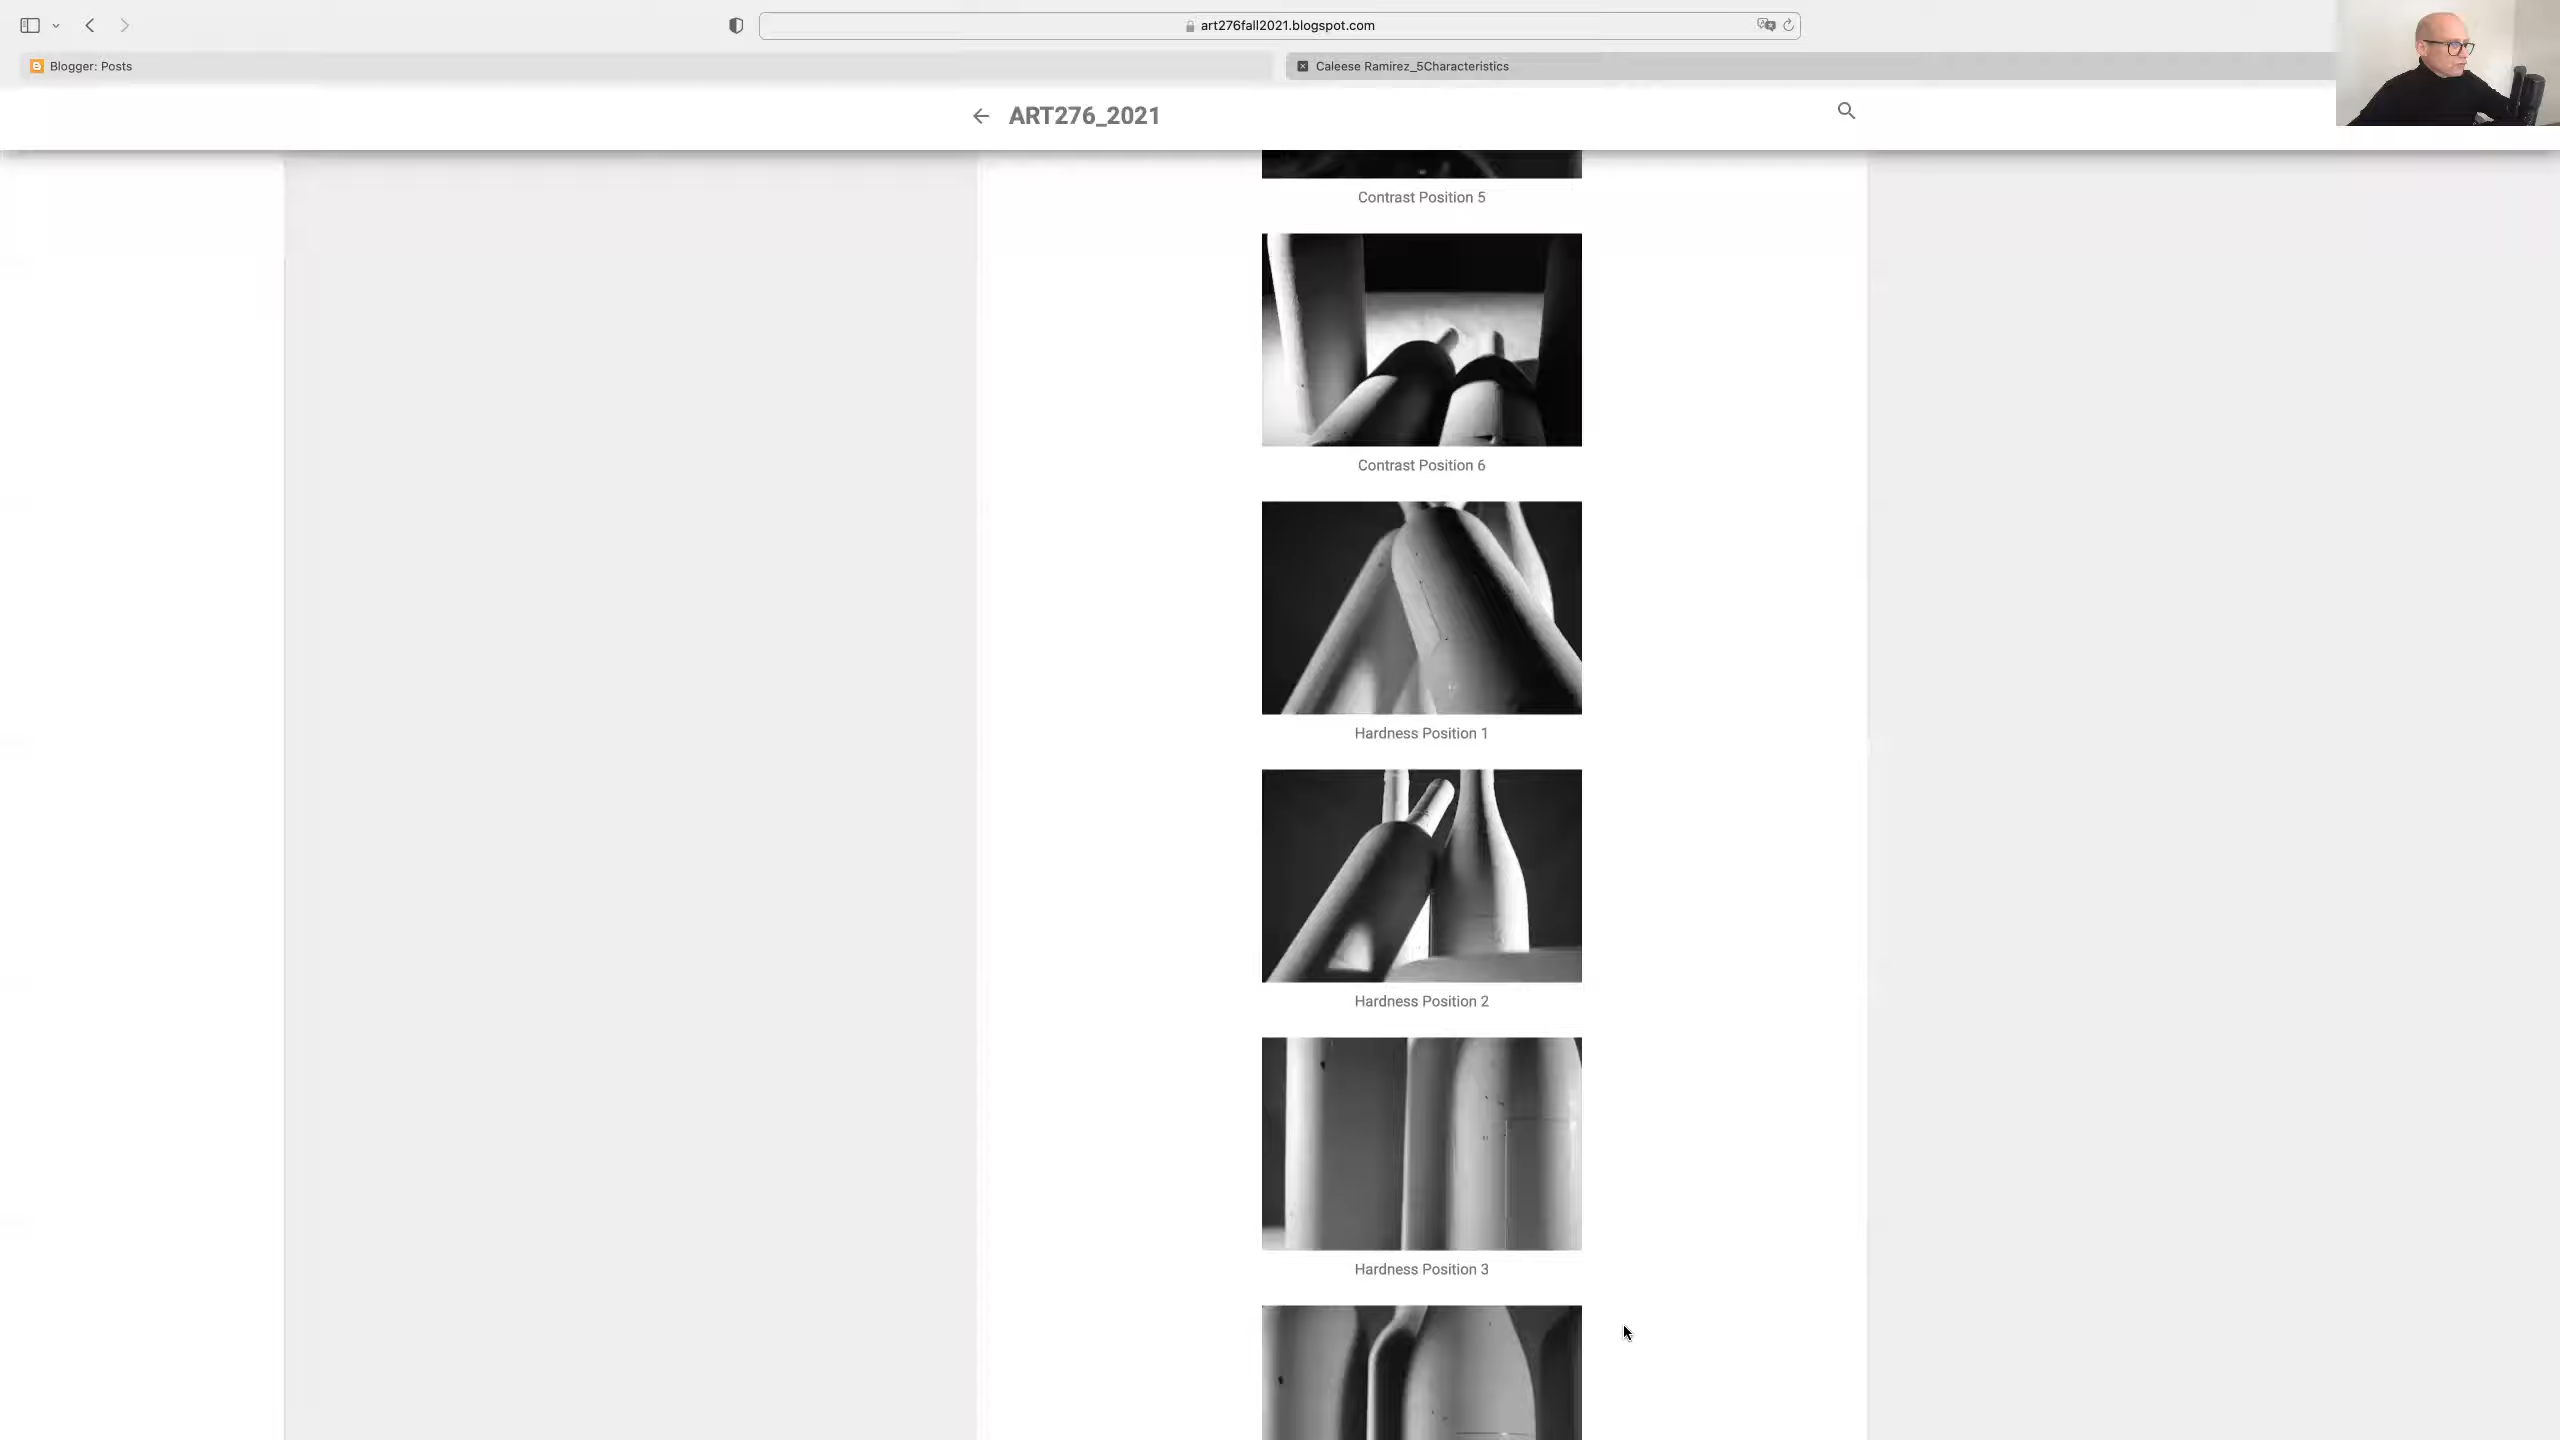 art276fall2021.blogspot.com
Blogger: Posts
Caleese Ramirez_5Characteristics
ART276_2021
Contrast Position 5
Contrast Position 6
Hardness Position 1
Hardness Position 2
Hardness Position 3